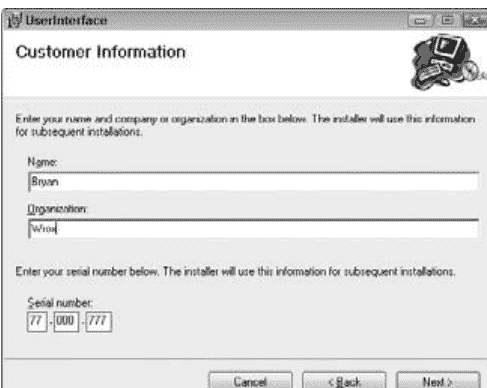 UserInterface
Customer Information
Enter your name and company or organization in the box below. The installer will use this information
for subsequent installations.
Name:
Bryan
Organization:
Wrox
Enter your serial number below. The installer will use this information for subsequent installations.
Serial number:
77 . 000 . 777
Cancel < Back Next >